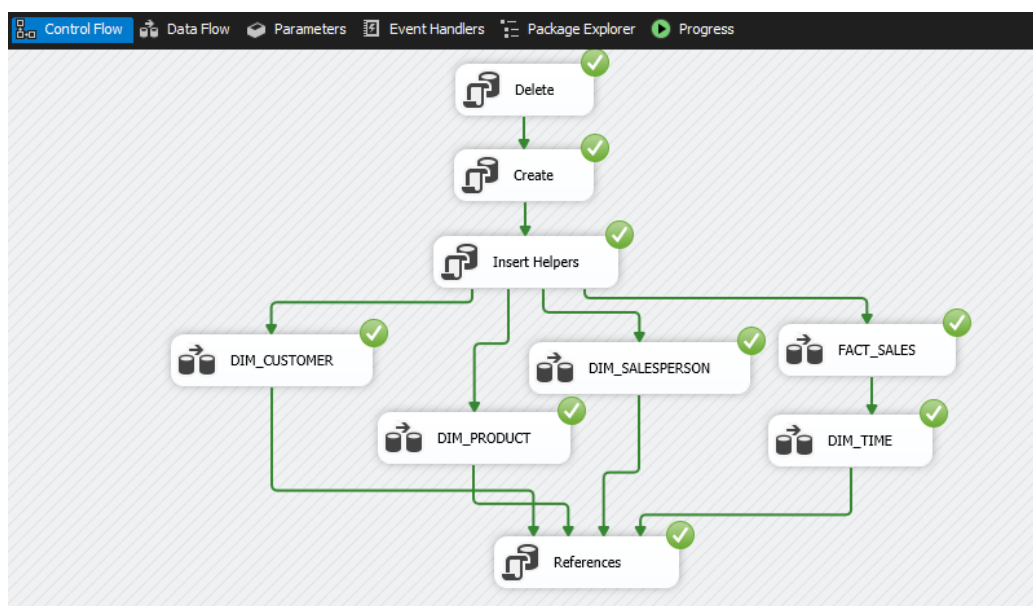 Control Flow Data Flow Parameters Event Handlers Package Explorer Progress
Delete
Create
Insert Helpers
DIM_CUSTOMER
DIM_SALESPERSON
FACT_SALES
DIM_PRODUCT
DIM_TIME
References